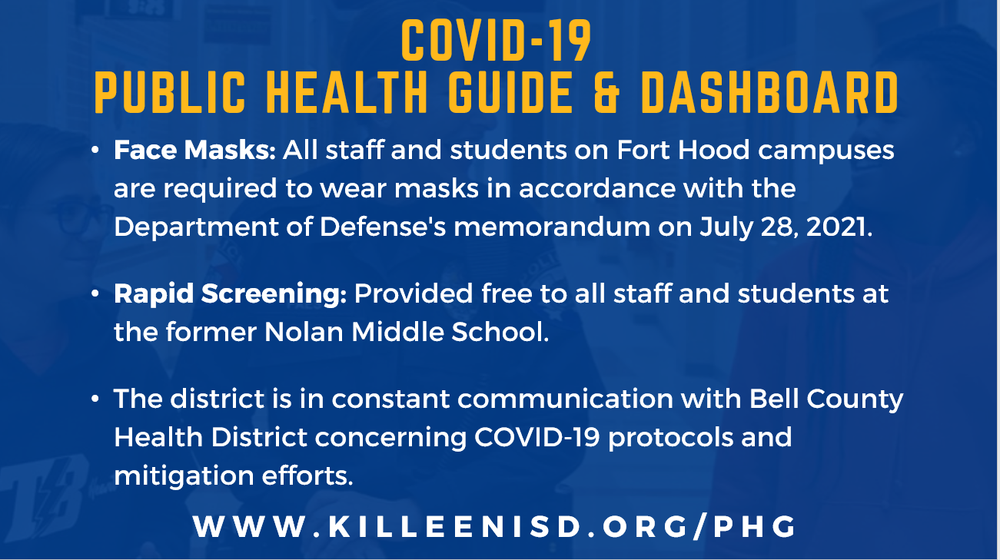 COVID-19
PUBLIC HEALTH GUIDE & DASHBOARD
• Face Masks: All staff and students on Fort Hood campuses
are required to wear masks in accordance with the
Department of Defense's memorandum on July 28, 2021.
• Rapid Screening: Provided free to all staff and students at
the former Nolan Middle School.
• The district is in constant communication with Bell County
Health District concerning COVID-19 protocols and
mitigation efforts.
WWW.KILLEENISD.ORG/PHG